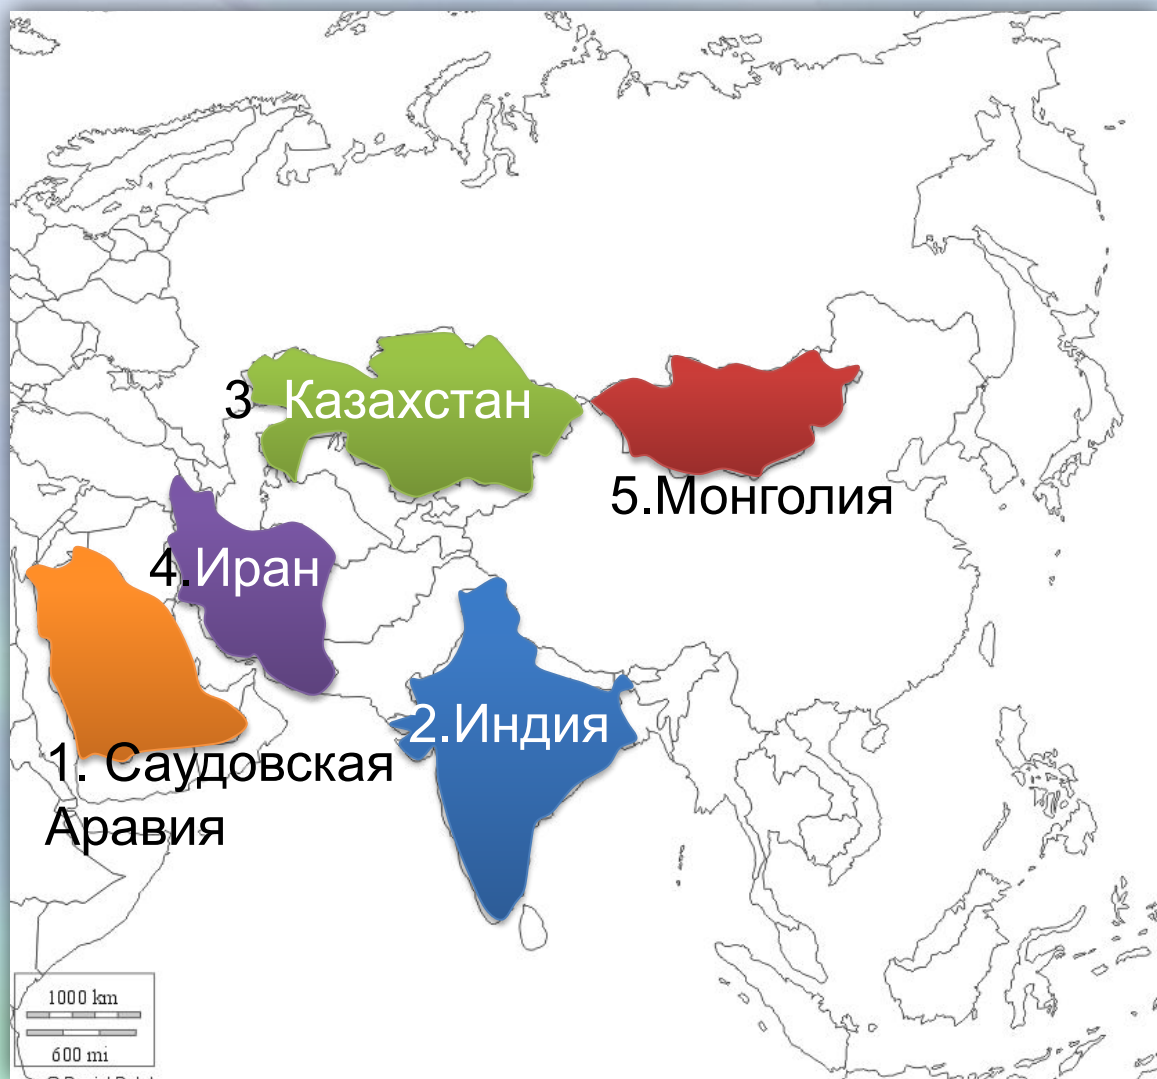 3 Казахстан
5.Монголия
4.Иран
2.Индия
1. Саудовская
Аравия
1000 km
600 mi